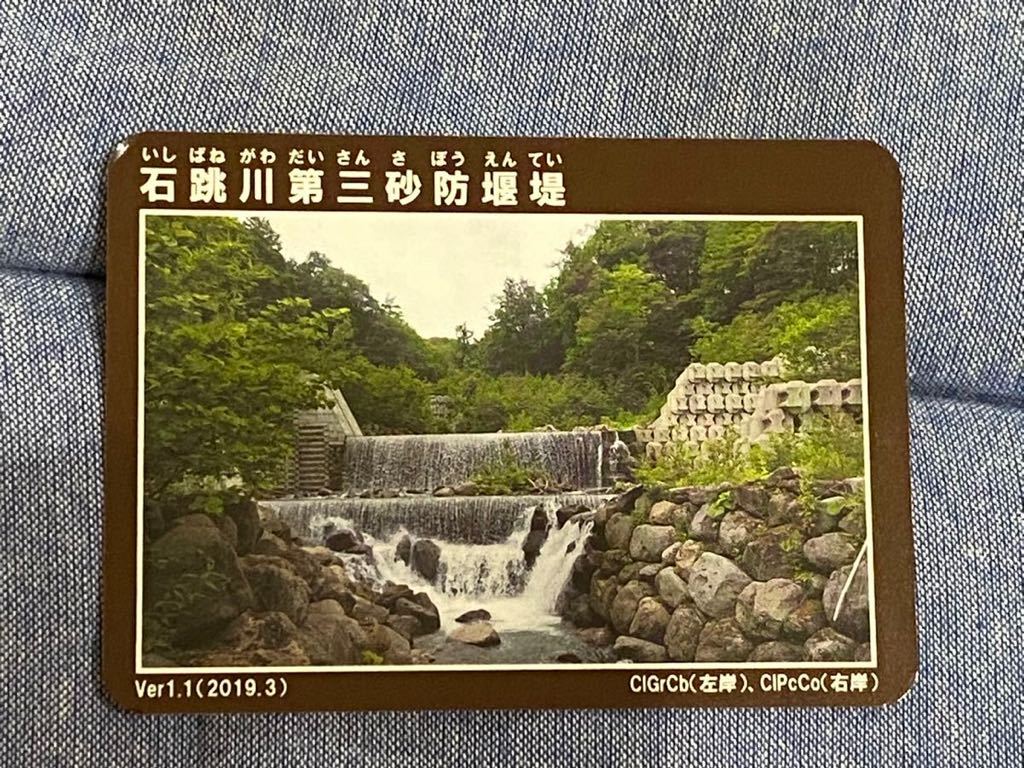 いし ばね がわ だい さん さ ぼう えん てい
石跳川第三砂防堰堤
Ver1.1(2019.3)
ClGrCb(左岸)、ClPcCo(右岸)